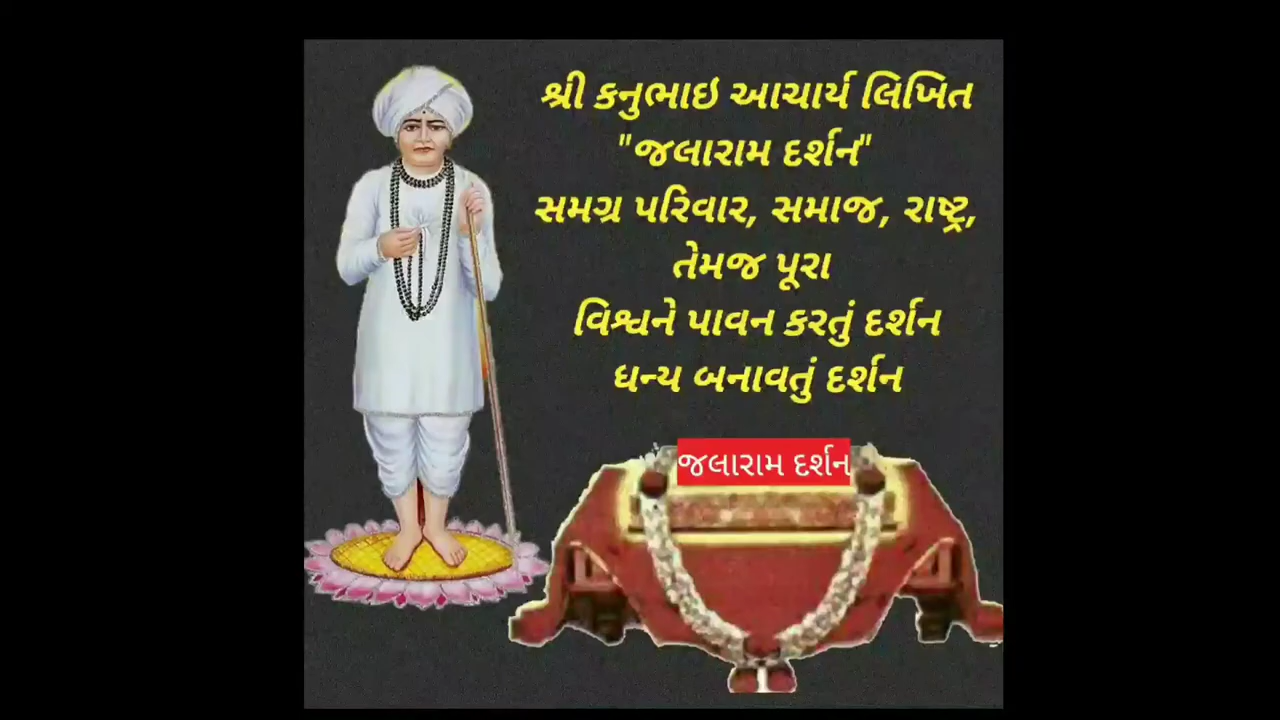 શ્રી કનુભાઇ આચાર્ય લિખિત
"જલારામ દર્શન"
સમગ્ર પરિવાર, સમાજ, રાષ્ટ્ર,
તેમજ પૂરા
વિશ્વને પાવન કરતું દર્શન
ધન્ય બનાવતું દર્શન
જલારામ દર્શન